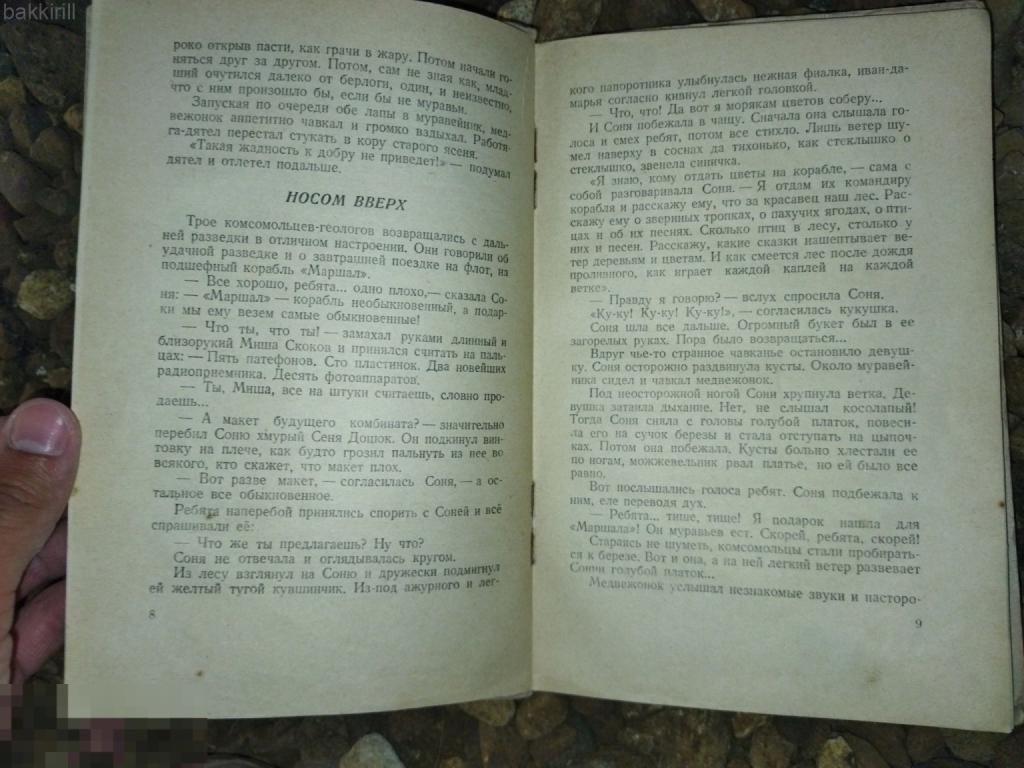 bakkirill
роко открыв пасти, как грачи в жару. Потом начали го-
няться друг за другом. Потом, сам не зная как, млад-
ший очутился далеко от берлоги, один, и неизвестно,
что с ним произошло бы, если бы не муравьи.
Запуская по очереди обе лапы в муравейник, мед-
вежонок аппетитно чавкал и громко вздыхал. Работя-
га-дятел перестал стукать в кору старого ясеня.
«Такая жадность к добру не приведет!» — подумал
дятел и отлетел подальше.
НОСОМ ВВЕРХ
Трое комсомольцев-геологов возвращались с даль-
ней разведки в отличном настроении. Они говорили об
удачной разведке и о завтрашней поездке на флот, на
подшефный корабль «Маршал».
— Все хорошо, ребята... одно плохо,— сказала Со-
ня: — «Маршал» — корабль необыкновенный, а подар-
ки мы ему везем самые обыкновенные!
— Что ты, что ты! — замахал руками длинный и
близорукий Миша Скоков и принялся считать на паль-
цах: — Пять патефонов. Сто пластинок. Два новейших
радиоприемника. Десять фотоаппаратов.
— Ты, Миша, все на штуки считаешь, словно про-
даешь...
— А макет будущего комбината? — значительно
перебил Соню хмурый Сеня Дошок. Он подкинул вин-
товку на плече, как будто грозил пальнуть из нее во
всякого, кто скажет, что макет плох.
— Вот разве макет, — согласилась Соня, — а ос-
тальное все обыкновенное.
Ребята наперебой принялись спорить с Соней и всё
спрашивали её:
— Что же ты предлагаешь? Ну что?
Соня не отвечала и оглядывалась кругом.
Из лесу взглянул на Соню и дружески подмигнул
ей желтый тугой кувшинчик. Из-под ажурного и лег-
8
кого папоротника улыбнулась нежная фиалка, иван-да-
марья согласно кивнул легкой головкой.
— Что, что! Да вот я морякам цветов соберу...
И Соня побежала в чащу. Сначала она слышала го-
лоса и смех ребят, потом все стихло. Лишь ветер шу-
мел наверху в соснах да тихонько, как стеклышко о
стеклышко, звенела синичка.
«Я знаю, кому отдать цветы на корабле, — сама с
собой разговаривала Соня. — Я отдам их командиру
корабля и расскажу ему, что за красавец наш лес. Рас-
скажу ему о звериных тропках, о пахучих ягодах, о пти-
цах и об их песнях. Сколько птиц в лесу, столько у
них и песен. Расскажу, какие сказки нашептывает ве-
тер деревьям и цветам. И как смеется лес после дождя
проливного, как играет каждой каплей на каждой
ветке».
— Правду я говорю? — вслух спросила Соня.
«Ку-ку! Ку-ку! Ку-ку!», — согласилась кукушка.
Соня шла все дальше. Огромный букет был в ее
загорелых руках. Пора было возвращаться...
Вдруг чье-то странное чавканье остановило девуш-
ку. Соня осторожно раздвинула кусты. Около муравей-
ника сидел и чавкал медвежонок.
Под неосторожной ногой Сони хрупнула ветка. Де-
вушка затаила дыхание. Нет, не слышал косолапый!
Тогда Соня сняла с головы голубой платок, повеси-
ла его на сучок березы и стала отступать на цыпоч-
ках. Потом она побежала. Кусты больно хлестали ее
по ногам, можжевельник рвал платье, но ей было все
равно.
Вот послышались голоса ребят. Соня подбежала к
ним, еле переводя дух.
— Ребята... тише, тише! Я подарок нашла для
«Маршала»! Он муравьев ест. Скорей, ребята, скорей!
Стараясь не шуметь, комсомольцы стали пробирать-
ся к березе. Вот и она, а на ней легкий ветер развевает
Сонин голубой платок...
Медвежонок услышал незнакомые звуки и насторо-
9